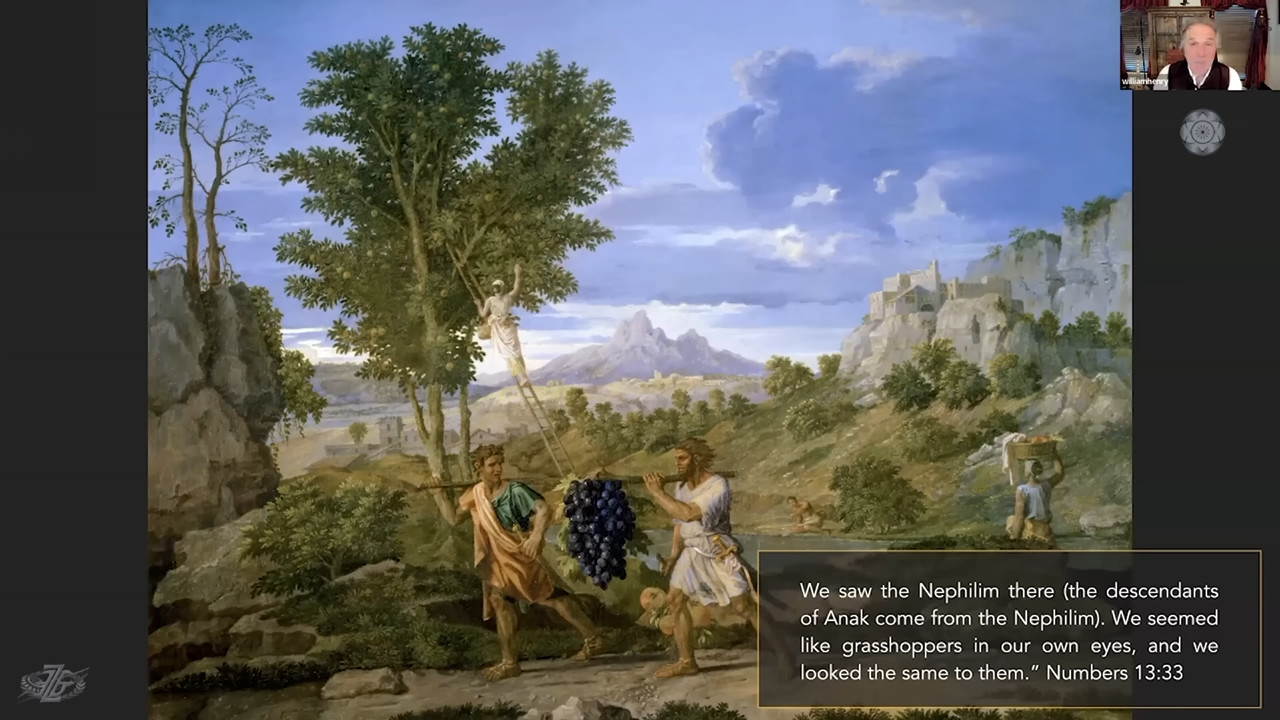 williamhenry
We saw the Nephilim there (the descendants
of Anak come from the Nephilim). We seemed
like grasshoppers in our own eyes, and we
looked the same to them.” Numbers 13:33